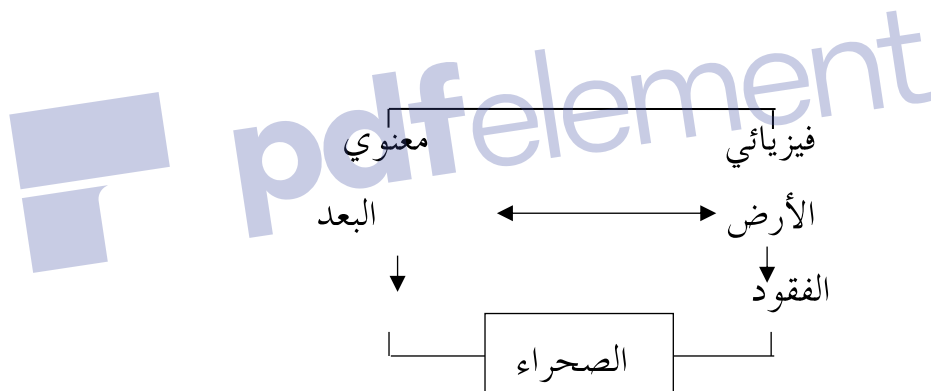 pdfelement
فيزيائي معنوي
الأرض البعد
الفقود
الصحراء